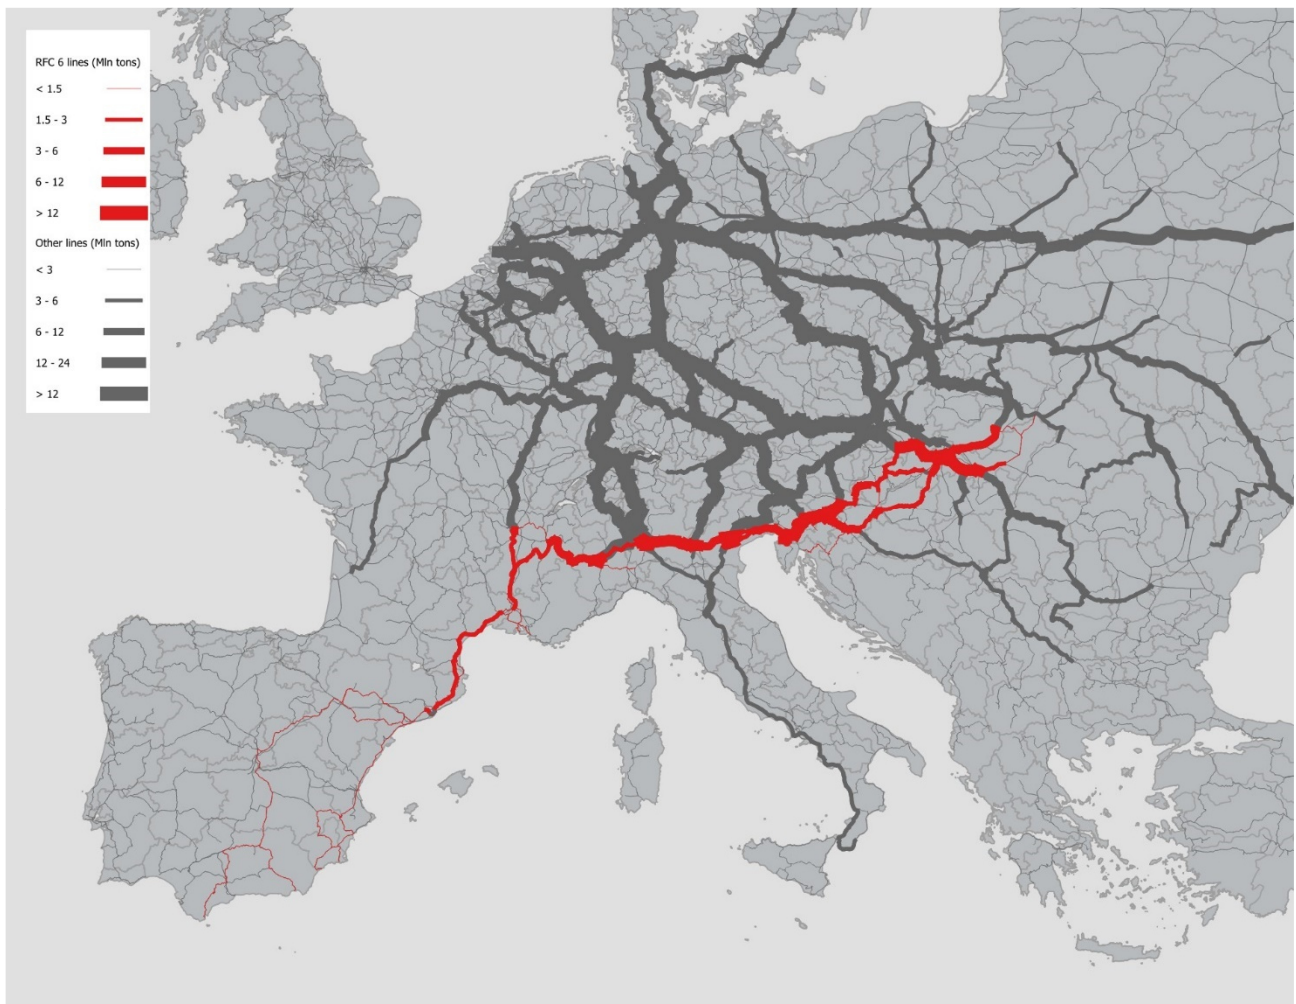 RFC 6 lines (Mln tons)
< 1.5
1.5 - 3
3 - 6
6 - 12
> 12
Other lines (Mln tons)
< 3
3 - 6
6 - 12
12 - 24
> 12